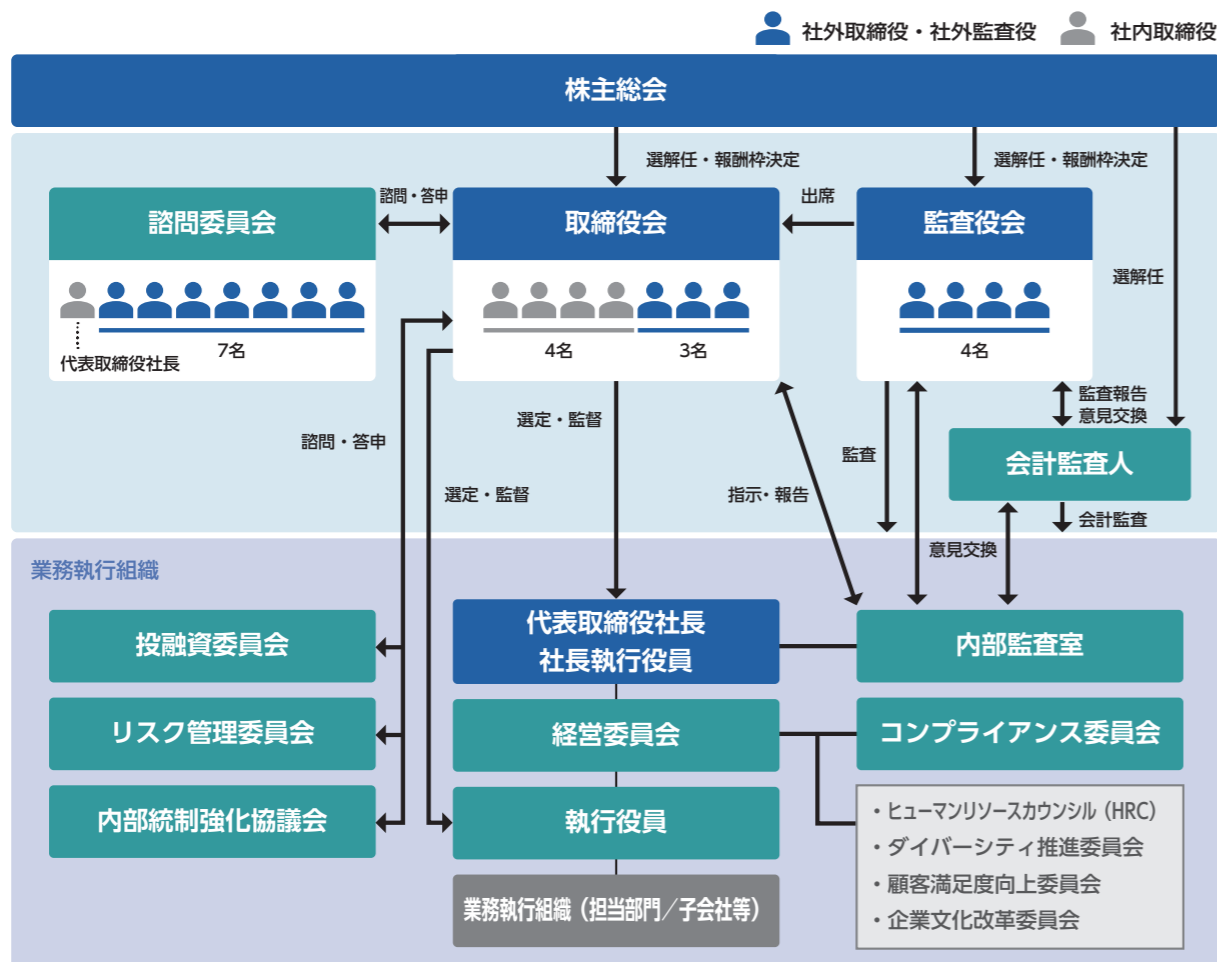 社外取締役・社外監査役
社内取締役
株主総会
選解任・報酬枠決定
選解任・報酬枠決定
諮問・答申
出席
諮問委員会
取締役会
監査役会
選解任
7名
4名
3名
4名
代表取締役社長
監査報告
意見交換
選定・監督
諮問・答申
監査
会計監査人
選定・監督
指示・報告
会計監査
意見交換
業務執行組織
投融資委員会
代表取締役社長
社長執行役員
内部監査室
リスク管理委員会
経営委員会
コンプライアンス委員会
内部統制強化協議会
執行役員
・ヒューマンリソースカウンシル（HRC）
・ダイバーシティ推進委員会
・顧客満足度向上委員会
・企業文化改革委員会
業務執行組織（担当部門／子会社等）